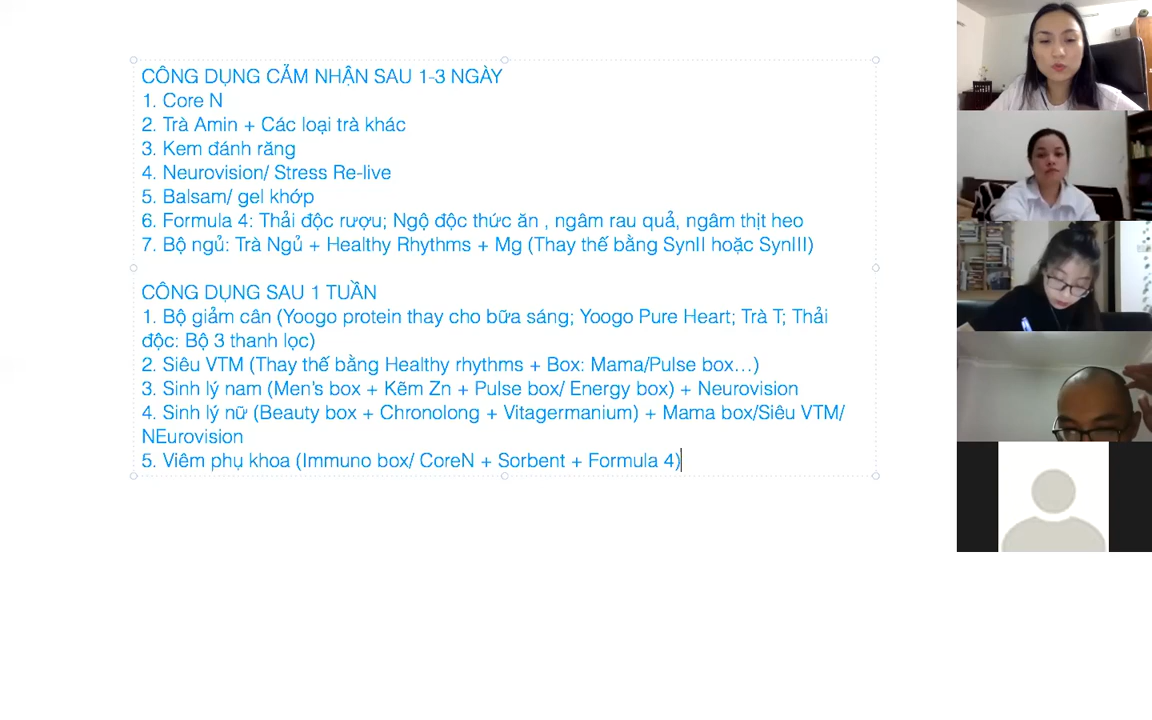 CÔNG DỤNG CẢM NHẬN SAU 1-3 NGÀY
1. Core N
2. Trà Amin + Các loại trà khác
3. Kem đánh răng
4. Neurovision/ Stress Re-live
5. Balsam/ gel khớp
6. Formula 4: Thải độc rượu; Ngộ độc thức ăn , ngâm rau quả, ngâm thịt heo
7. Bộ ngủ: Trà Ngủ + Healthy Rhythms + Mg (Thay thế bằng SynII hoặc SynIII)
CÔNG DỤNG SAU 1 TUẦN
1. Bộ giảm cân (Yoogo protein thay cho bữa sáng; Yoogo Pure Heart; Trà T; Thải
độc: Bộ 3 thanh lọc)
2. Siêu VTM (Thay thế bằng Healthy rhythms + Box: Mama/Pulse box…)
3. Sinh lý nam (Men's box + Kẽm Zn + Pulse box/ Energy box) + Neurovision
4. Sinh lý nữ (Beauty box + Chronolong + Vitagermanium) + Mama box/Siêu VTM/
NEurovision
5. Viêm phụ khoa (Immuno box/ CoreN + Sorbent + Formula 4)